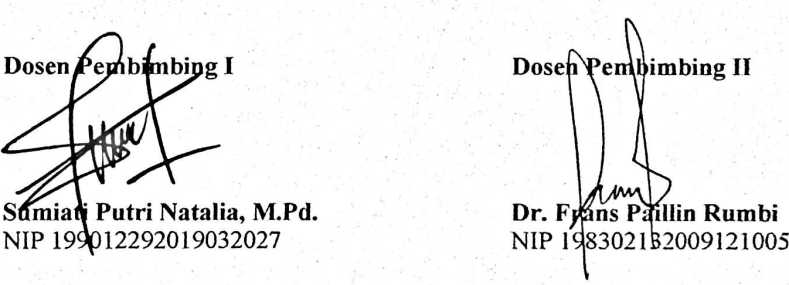 Dosen Pembimbing I
Sumiati Putri Natalia, M.Pd.
NIP 199012292019032027
Dosen Pembimbing II
Dr. Frans Paillin Rumbi
NIP 198302132009121005